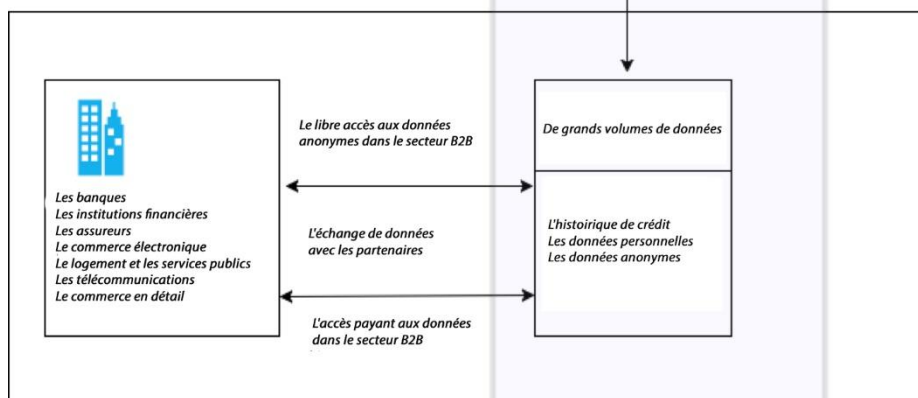 Le libre accès aux données
anonymes dans le secteur B2B
De grands volumes de données
Les banques
Les institutions financières
Les assureurs
Le commerce électronique
Le logement et les services publics
Les télécommunications
Le commerce en détail
L'échange de données
avec les partenaires
L'histoirique de crédit
Les données personnelles
Les données anonymes
L'accès payant aux données
dans le secteur B2B